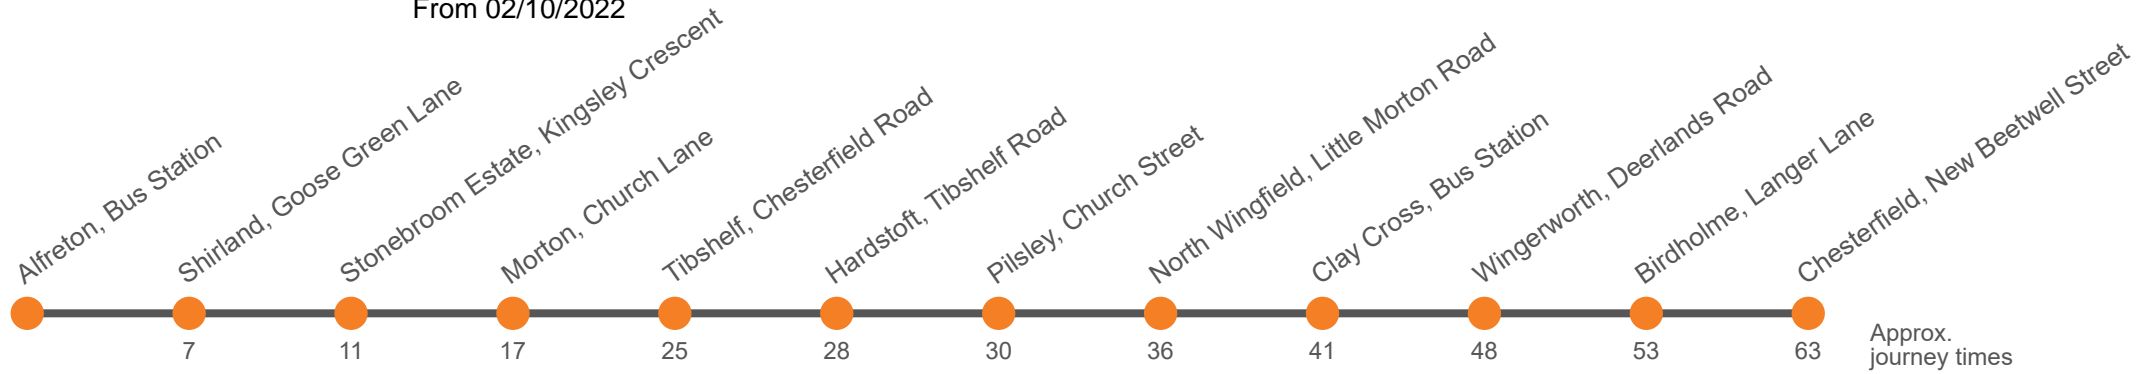 From 02/10/2022
Alfreton, Bus Station
Shirland, Goose Green Lane
Stonebroom Estate, Kingsley Crescent
Morton, Church Lane
Tibshelf, Chesterfield Road
Hardstoft, Tibshelf Road
Pilsley, Church Street
North Wingfield, Little Morton Road
Clay Cross, Bus Station
Wingerworth, Deerlands Road
Birdholme, Langer Lane
Chesterfield, New Beetwell Street
7
11
17
25
28
30
36
41
48
53
63
Approx.
journey times